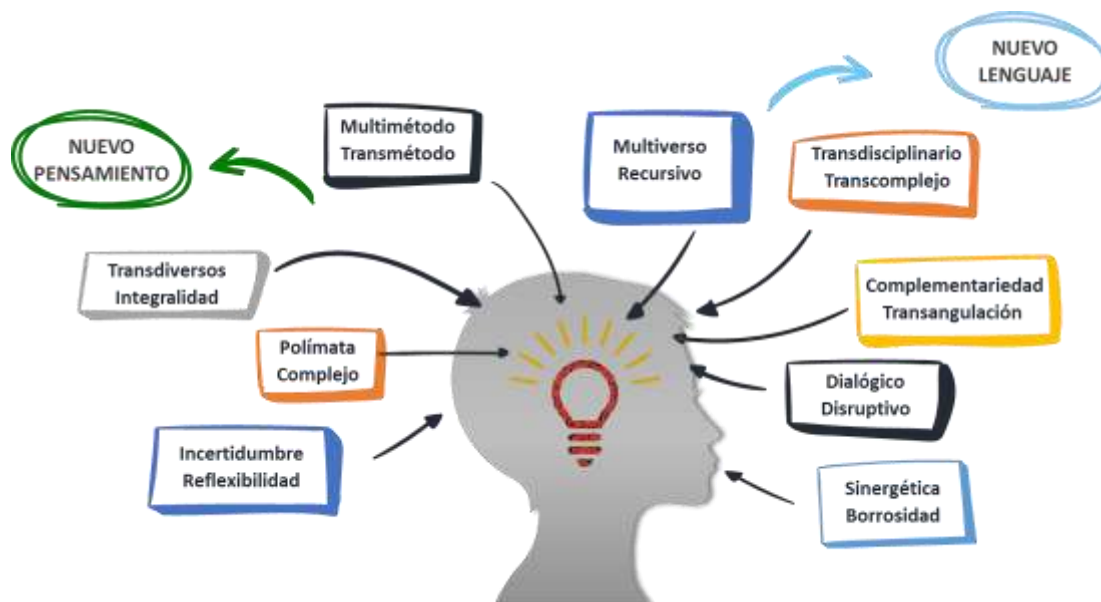 NUEVO
LENGUAJE
NUEVO
PENSAMIENTO
Multimétodo
Transmétodo
Multiverso
Recursivo
Transdisciplinario
Transcomplejo
Transdiversos
Integralidad
Complementariedad
Transangulación
Polímata
Complejo
Dialógico
Disruptivo
Incertidumbre
Reflexibilidad
Sinergética
Borrosidad